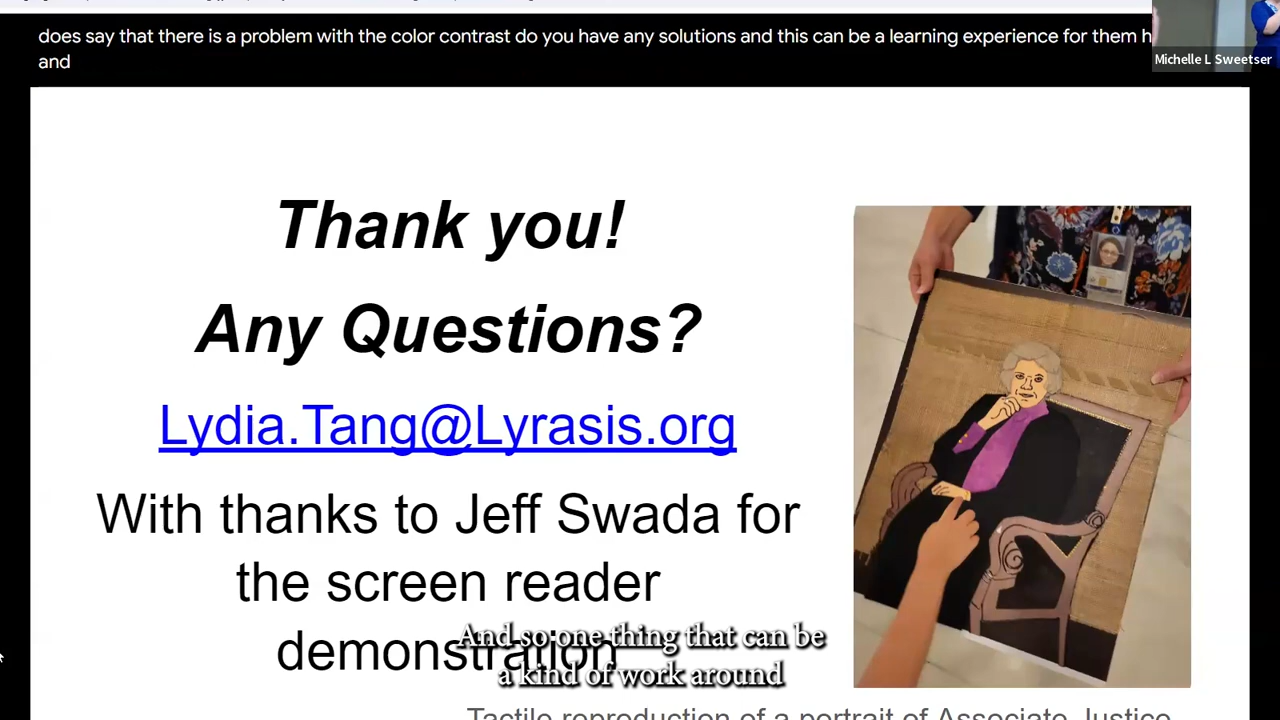 does say that there is a problem with the color contrast do you have any solutions and this can be a learning experience for them h
and
Michelle L Sweetser
Thank you!
Any Questions?
Lydia.Tang@Lyrasis.org
With thanks to Jeff Swada for
the screen reader
demonstration
And so one thing that can be
a kind of work around
Tactile reproduction of a portrait of Associate Justice